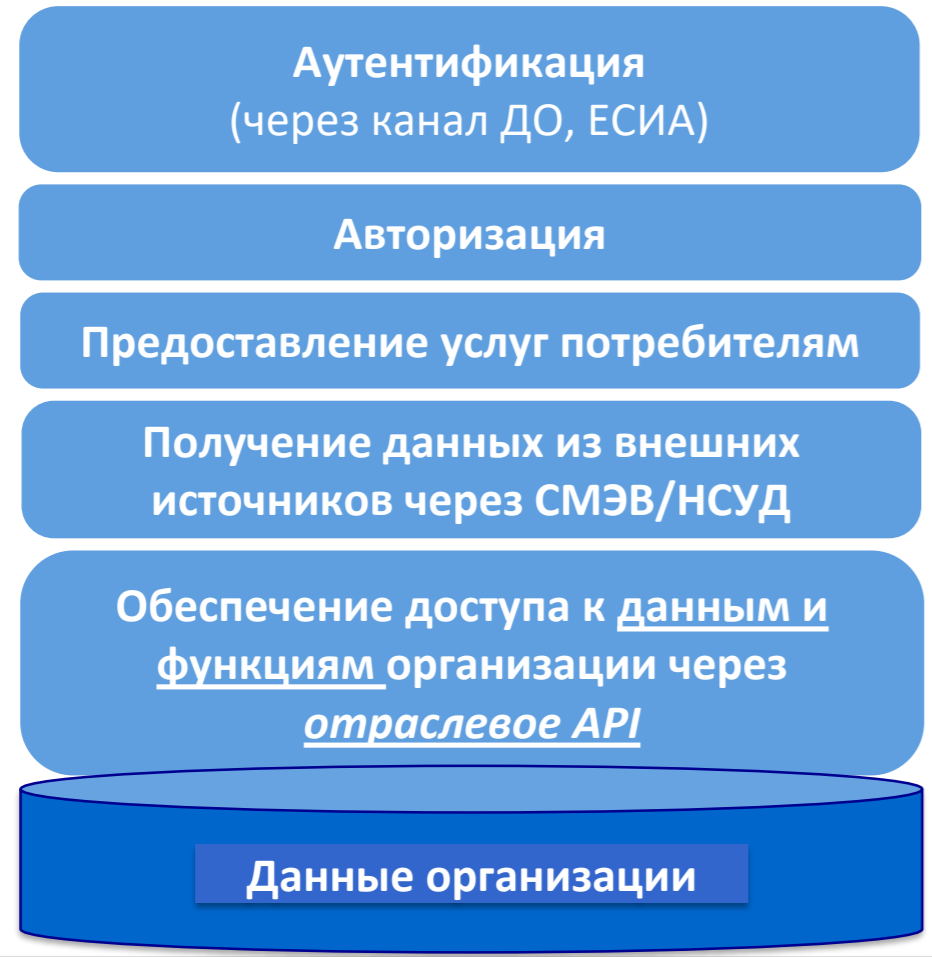 Аутентификация
(через канал ДО, ЕСИА)
Авторизация
Предоставление услуг потребителям
Получение данных из внешних
источников через СМЭВ/НСУД
Обеспечение доступа к данным и
функциям организации через
отраслевое API
Данные организации